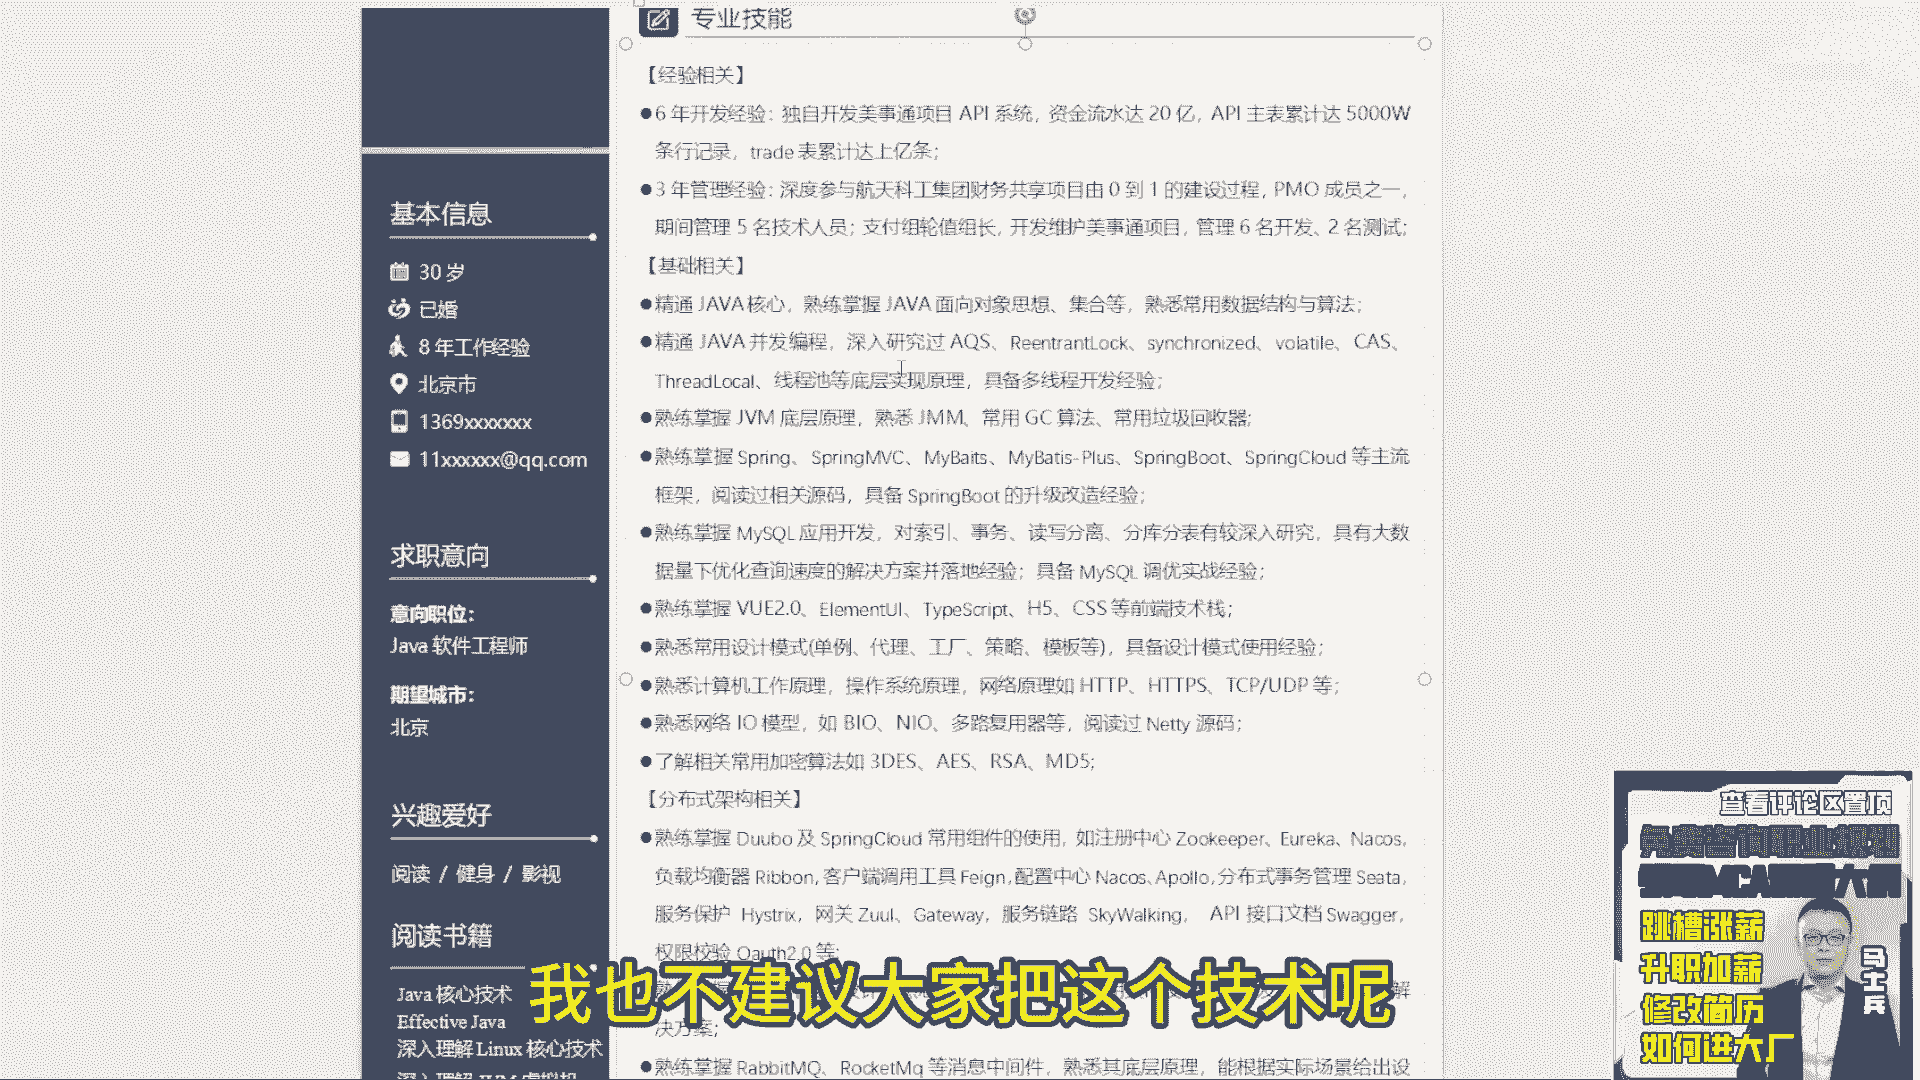 专业技能
【经验相关】
●6 年开发经验：独自开发美事通项目 API 系统，资金流水达 20 亿，API 主表累计达 5000W
条行记录，trade 表累计达上亿条；
●3 年管理经验：深度参与航天科工集团财务共享项目由 0 到 1 的建设过程，PMO 成员之一，
期间管理 5 名技术人员；支付组轮值组长，开发维护美事通项目，管理 6 名开发、2 名测试；
【基础相关】
●精通 JAVA 核心，熟练掌握 JAVA 面向对象思想、集合等，熟悉常用数据结构与算法；
●精通 JAVA 并发编程，深入研究过 AQS、ReentrantLock、synchronized、volatile、CAS、
ThreadLocal、线程池等底层实现原理，具备多线程开发经验；
●熟练掌握 JVM 底层原理，熟悉 JMM、常用 GC 算法、常用垃圾回收器；
●熟练掌握 Spring、SpringMVC、MyBaits、MyBatis-Plus、SpringBoot、SpringCloud 等主流
框架，阅读过相关源码，具备 SpringBoot 的升级改造经验；
●熟练掌握 MySQL 应用开发，对索引、事务、读写分离、分库分表有较深入研究，具有大数
据量下优化查询速度的解决方案并落地经验；具备 MySQL 调优实战经验；
●熟练掌握 VUE2.0、ElementUI、TypeScript、H5、CSS 等前端技术栈；
●熟悉常用设计模式(单例、代理、工厂、策略、模板等)，具备设计模式使用经验；
●熟悉计算机工作原理，操作系统原理，网络原理如 HTTP、HTTPS、TCP/UDP 等；
●熟悉网络 IO 模型，如 BIO、NIO、多路复用器等，阅读过 Netty 源码；
●了解相关常用加密算法如 3DES、AES、RSA、MD5；
【分布式架构相关】
●熟练掌握 Duubo 及 SpringCloud 常用组件的使用，如注册中心 Zookeeper、Eureka、Nacos，
负载均衡器 Ribbon，客户端调用工具 Feign，配置中心 Nacos、Apollo，分布式事务管理 Seata，
服务保护 Hystrix，网关 Zuul、Gateway，服务链路 SkyWalking， API 接口文档 Swagger，
权限校验 Oauth2.0 等；
决方案；
●熟练掌握 RabbitMQ、RocketMq 等消息中间件，熟悉其底层原理，能根据实际场景给出设
基本信息
30 岁
已婚
8 年工作经验
北京市
1369xxxxxxx
11xxxxxx@qq.com
求职意向
意向职位：
Java 软件工程师
期望城市：
北京
兴趣爱好
阅读 / 健身 / 影视
阅读书籍
Java 核心技术
Effective Java
深入理解 Linux 核心技术
我也不建议大家把这个技术呢
查看评论区置顶
跳槽涨薪
升职加薪
修改简历
如何进大厂
马士兵